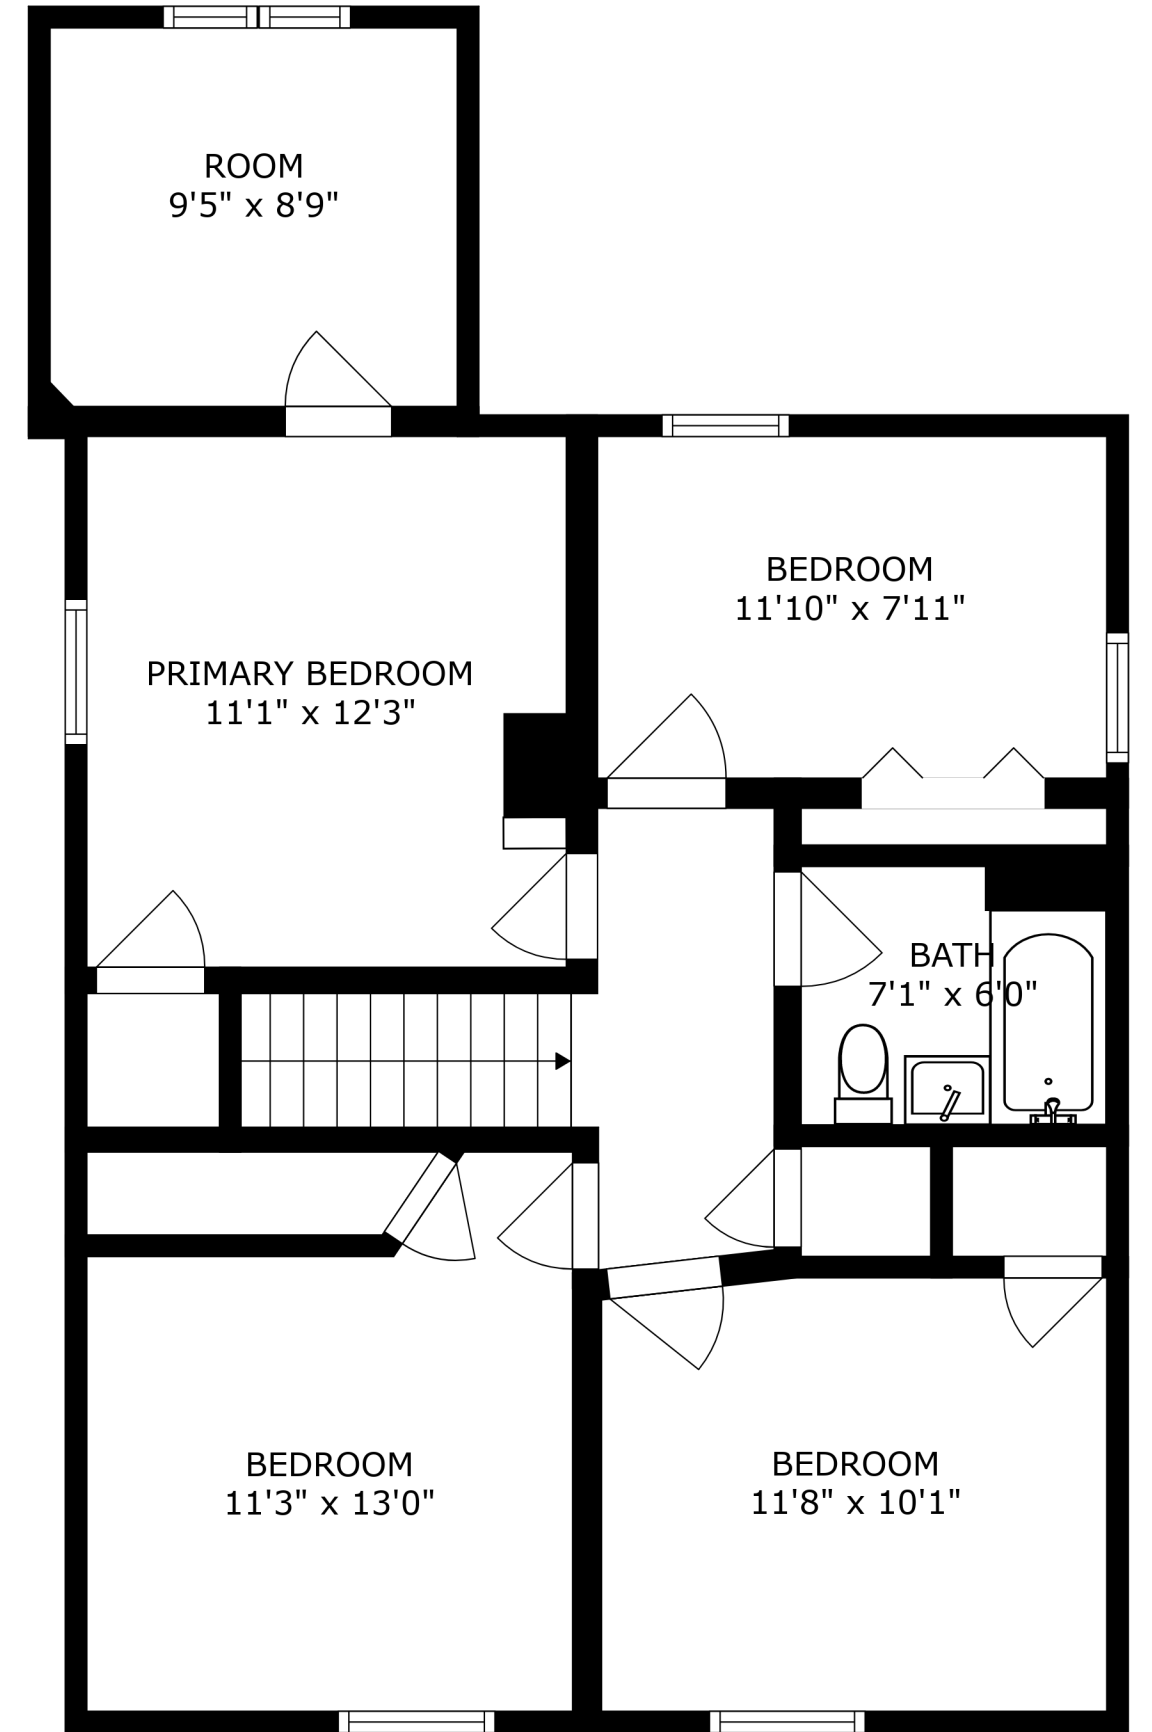 ROOM
9'5" x 8'9"
BEDROOM
11'10" x 7'11"
PRIMARY BEDROOM
11'1" x 12'3"
BATH
7'1" x 6'0"
BEDROOM
11'3" x 13'0"
BEDROOM
11'8" x 10'1"